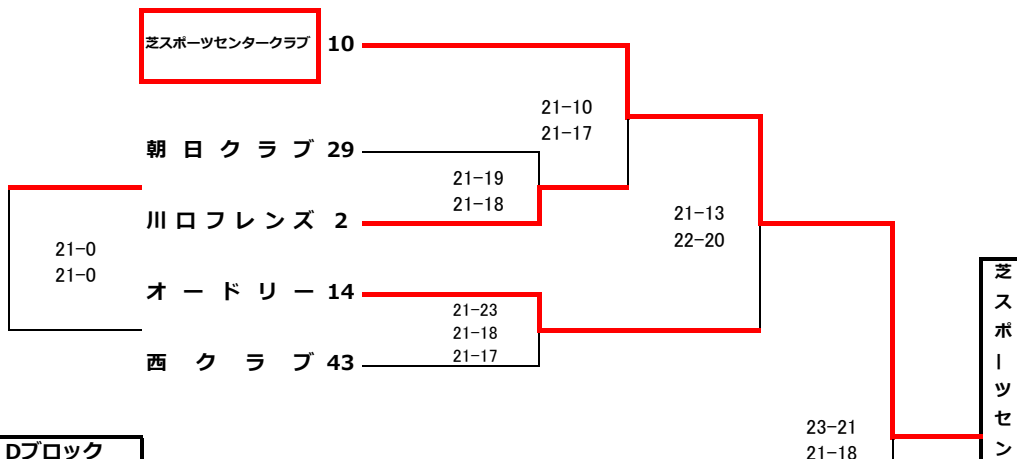 芝スポーツセンタークラブ 10
21-10
21-17
朝日クラブ 29
21-19
21-18
川口フレンズ 2
21-13
22-20
21-0
21-0
オードリー 14
21-23
21-18
21-17
西クラブ 43
芝スポーツセン
23-21
21-18
Dブロック